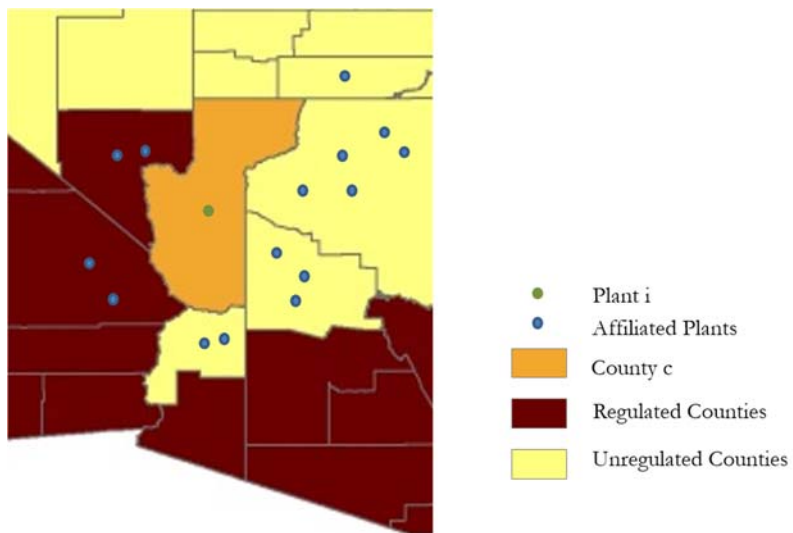 Plant i
Affiliated Plants
County c
Regulated Counties
Unregulated Counties